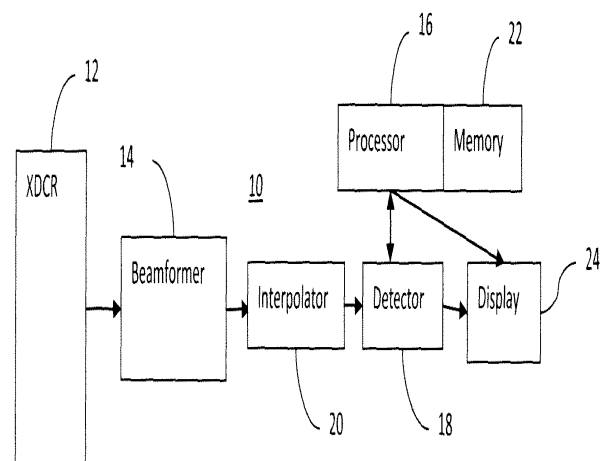 16
22
12
Processor
Memory
14
XDCR
10
Beamformer
24
Interpolator
Detector
Display
20
18